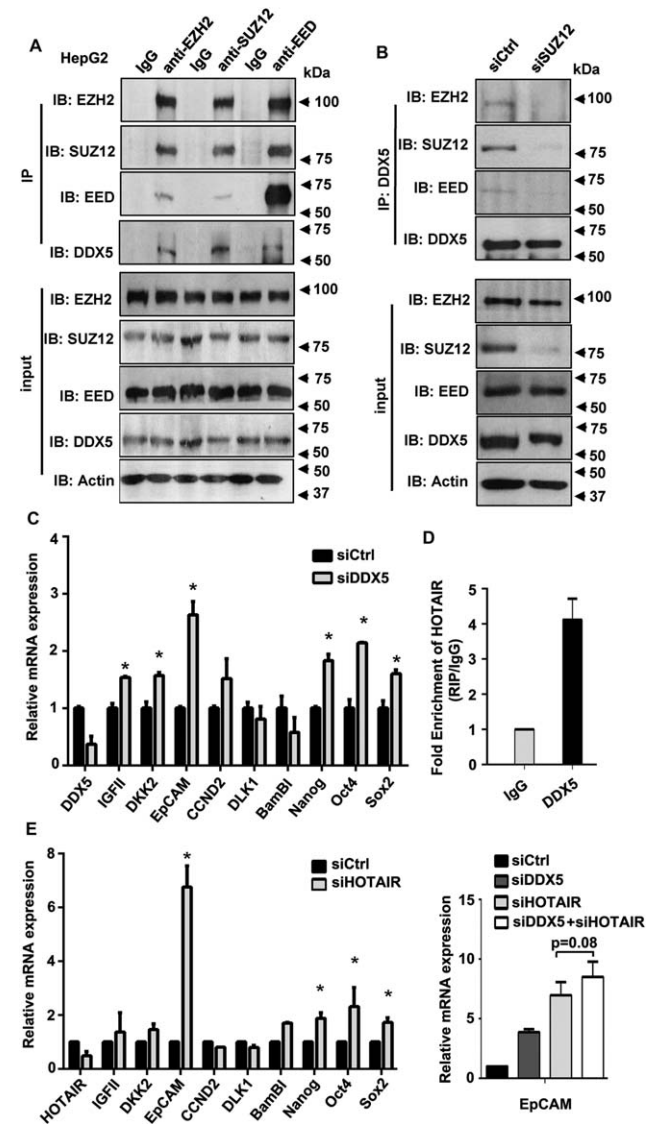 A
HepG2
IgG
anti-EZH2
IgG
anti-SUZ12
IgG
anti-EED
kDa
IP
IB: EZH2
100
IB: SUZ12
75
IB: EED
75
50
IB: DDX5
75
50
input
IB: EZH2
100
IB: SUZ12
75
IB: EED
75
50
IB: DDX5
75
50
IB: Actin
50
37
B
siCtrl
siSUZ12
kDa
IP: DDX5
IB: EZH2
100
IB: SUZ12
75
IB: EED
75
50
IB: DDX5
75
50
input
IB: EZH2
100
IB: SUZ12
75
IB: EED
75
50
IB: DDX5
75
50
IB: Actin
50
37
C
Relative mRNA expression
4
3
2
1
0
siCtrl
siDDX5
* * * * * *
DDX5
IGFII
DKK2
EpCAM
CCND2
DLK1
BamBI
Nanog
Oct4
Sox2
D
Fold Enrichment of HOTAIR
(RIP/IgG)
5
4
3
2
1
0
IgG
DDX5
E
Relative mRNA expression
8
6
4
2
0
siCtrl
siHOTAIR
* * * *
HOTAIR
IGFII
DKK2
EpCAM
CCND2
DLK1
BamBI
Nanog
Oct4
Sox2
siCtrl
siDDX5
siHOTAIR
siDDX5+siHOTAIR
p=0.08
Relative mRNA expression
15
10
5
0
EpCAM